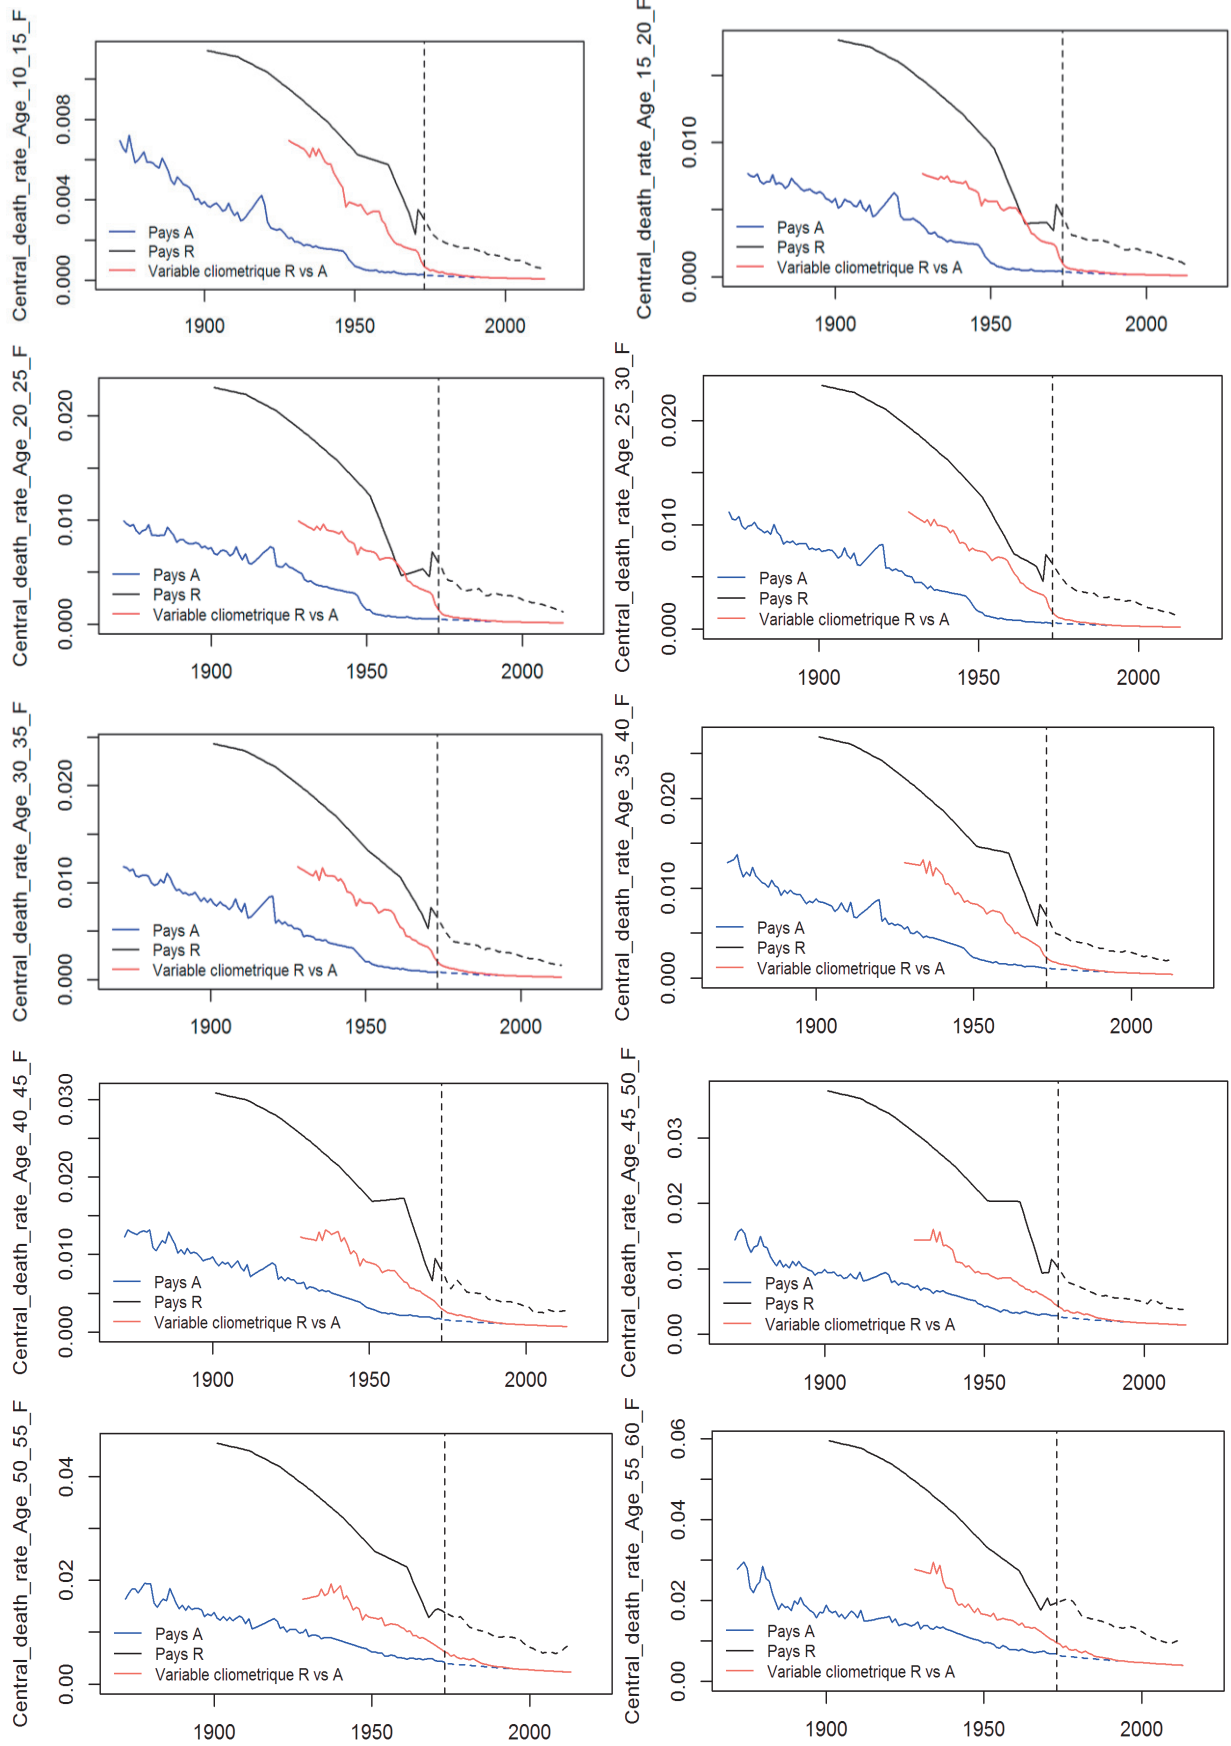 Central_death_rate_Age_10_15_F
0.008
0.004
0.000
Pays A
Pays R
Variable cliometrique R vs A
1900 1950 2000
Central_death_rate_Age_15_20_F
0.010
0.000
Pays A
Pays R
Variable cliometrique R vs A
1900 1950 2000
Central_death_rate_Age_20_25_F
0.020
0.010
0.000
Pays A
Pays R
Variable cliometrique R vs A
1900 1950 2000
Central_death_rate_Age_25_30_F
0.020
0.010
0.000
Pays A
Pays R
Variable cliometrique R vs A
1900 1950 2000
Central_death_rate_Age_30_35_F
0.020
0.010
0.000
Pays A
Pays R
Variable cliometrique R vs A
1900 1950 2000
Central_death_rate_Age_35_40_F
0.020
0.010
0.000
Pays A
Pays R
Variable cliometrique R vs A
1900 1950 2000
Central_death_rate_Age_40_45_F
0.030
0.020
0.010
0.000
Pays A
Pays R
Variable cliometrique R vs A
1900 1950 2000
Central_death_rate_Age_45_50_F
0.03
0.02
0.01
0.00
Pays A
Pays R
Variable cliometrique R vs A
1900 1950 2000
Central_death_rate_Age_50_55_F
0.04
0.02
0.00
Pays A
Pays R
Variable cliometrique R vs A
1900 1950 2000
Central_death_rate_Age_55_60_F
0.06
0.04
0.02
0.00
Pays A
Pays R
Variable cliometrique R vs A
1900 1950 2000